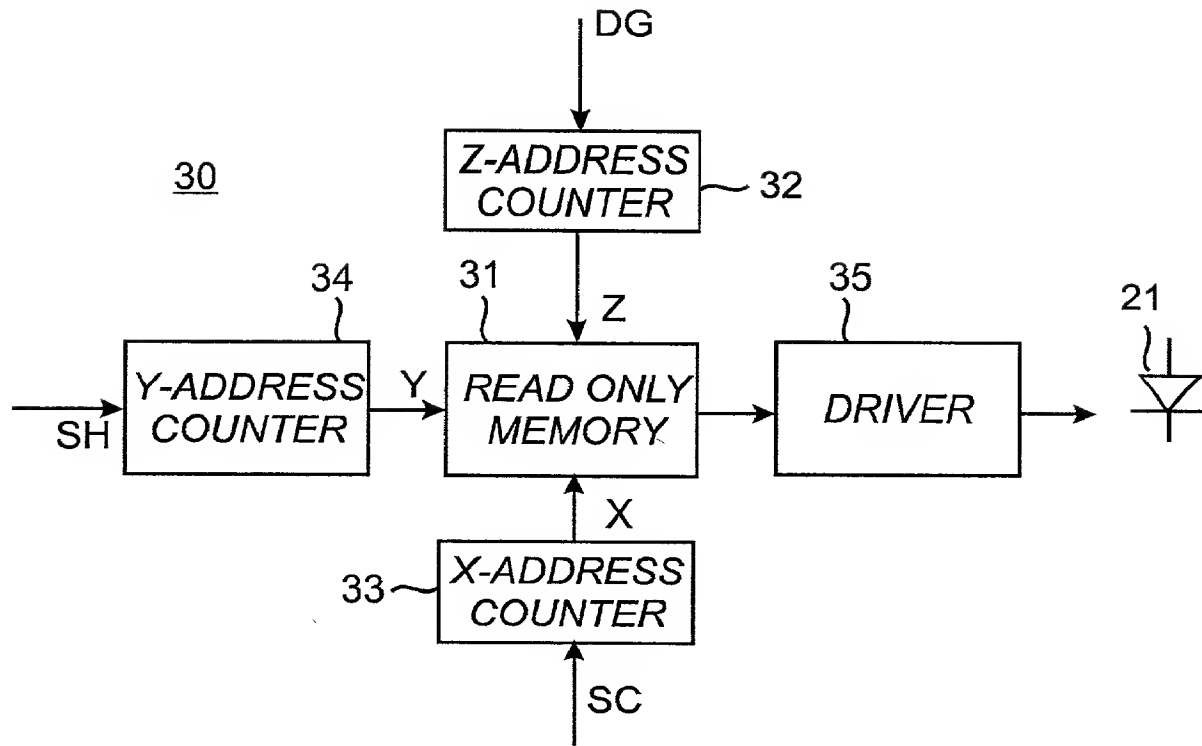 DG
30
Z-ADDRESS
COUNTER
32
34
31
Z
35
21
SH
Y-ADDRESS
COUNTER
Y
READ ONLY
MEMORY
DRIVER
X
33
X-ADDRESS
COUNTER
SC